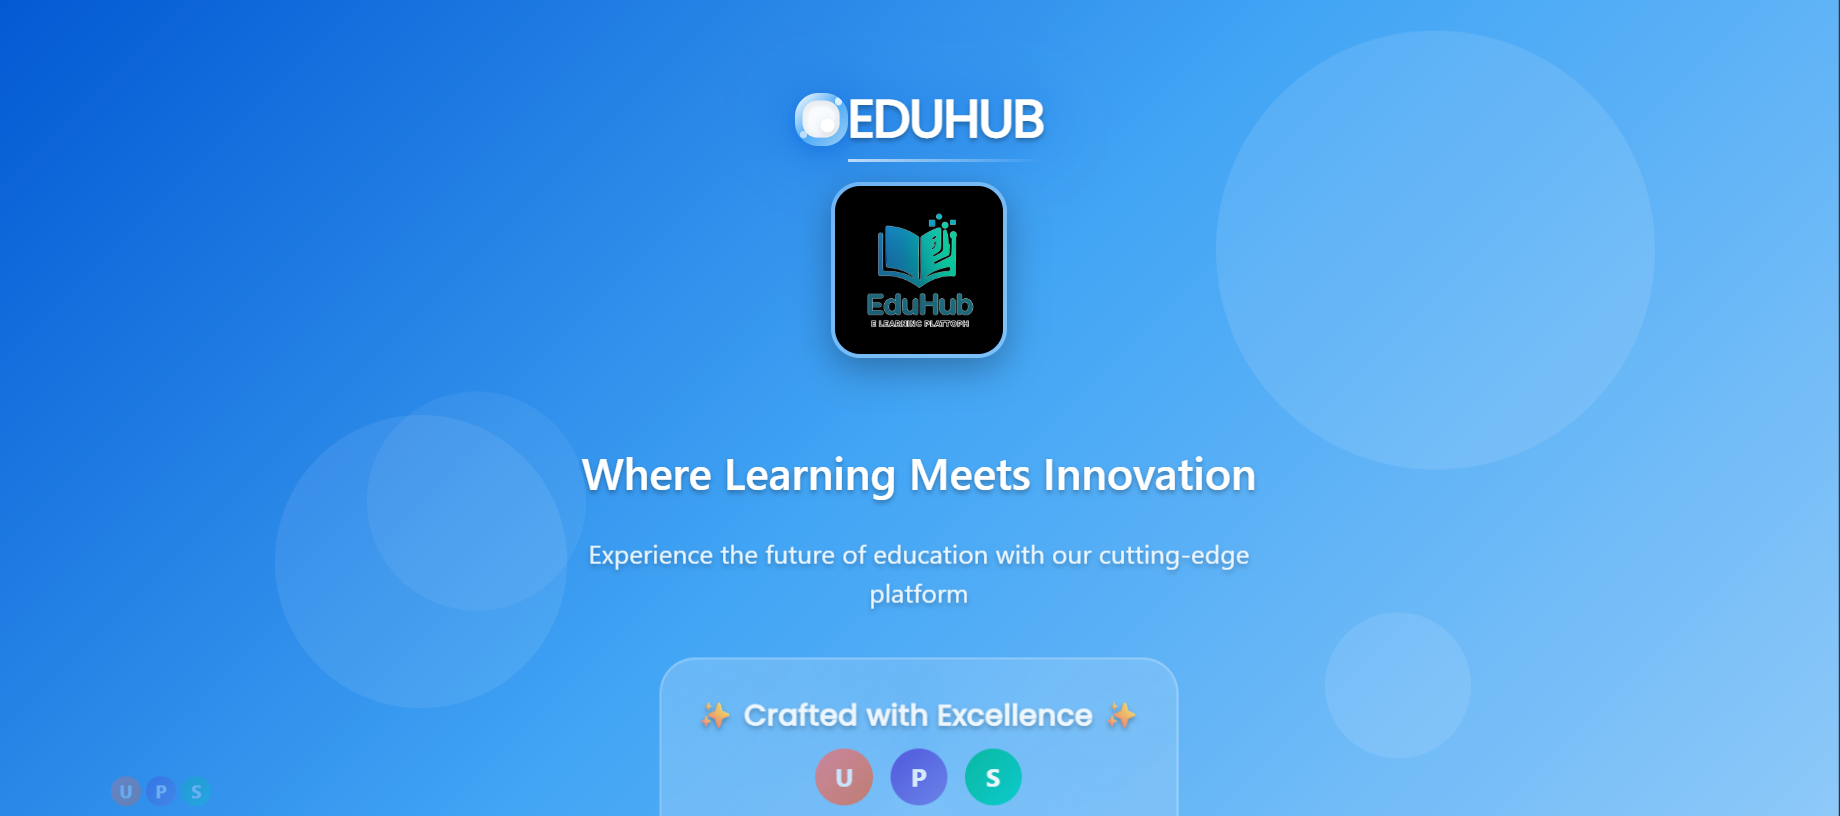 EDUHUB
EduHub
E LEARNING PLATTOPH
Where Learning Meets Innovation
Experience the future of education with our cutting-edge
platform
✨ Crafted with Excellence ✨
U P S
U P S